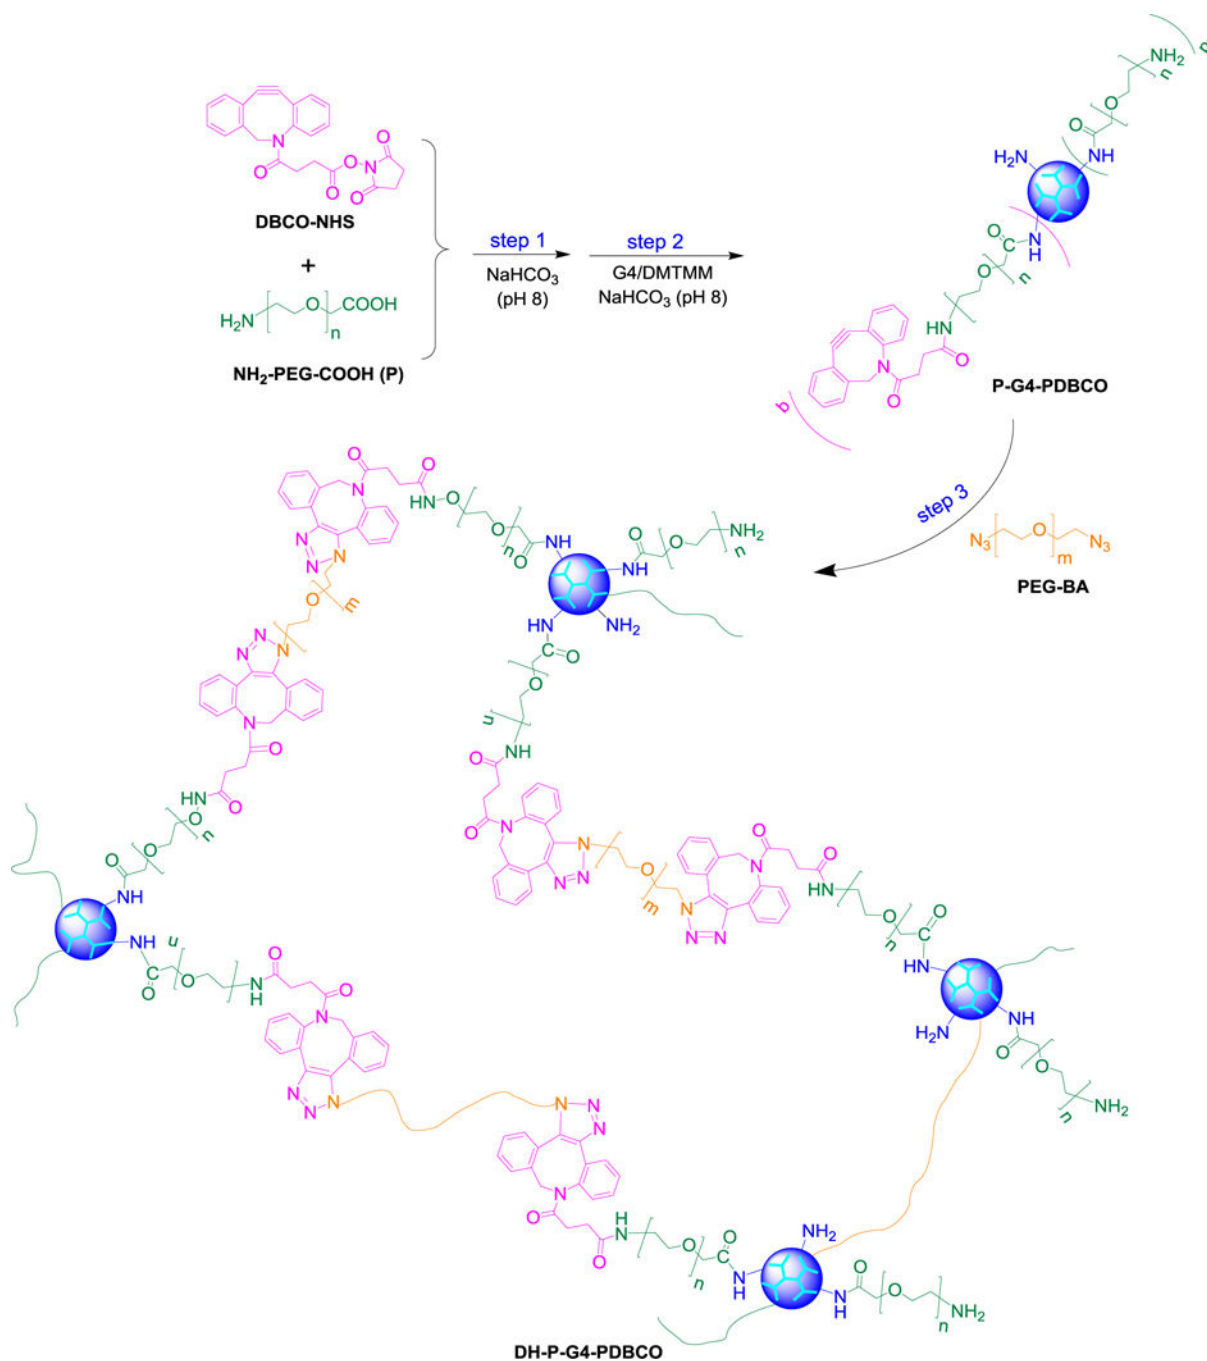 N
O
O
O
N
O
O
DBCO-NHS
+
H₂N
O
COOH
n
NH₂-PEG-COOH (P)
step 1
NaHCO₃
(pH 8)
step 2
G4/DMTMM
NaHCO₃ (pH 8)
NH₂
n
p
O
O
C
NH
H₂N
O
C
N
H
O
n
HN
O
N
O
q
P-G4-PDBCO
step 3
N₃
O
N₃
m
PEG-BA
O
O
N
HN
O
O
n
O
C
NH
O
C
NH
O
NH₂
n
N
N
N
O
m
HN
NH₂
N
N
N
N
O
O
HN
O
O
n
O
C
NH
C
O
O
n
NH
O
O
N
N
N
N
O
m
N
N
N
N
O
O
HN
O
n
O
C
HN
H₂N
NH
C
O
O
n
NH₂
NH
C
O
n
O
N
H
O
O
N
N
N
N
N
N
N
N
O
O
H
N
O
n
O
C
N
H
NH₂
N
H
O
C
O
n
NH₂
DH-P-G4-PDBCO